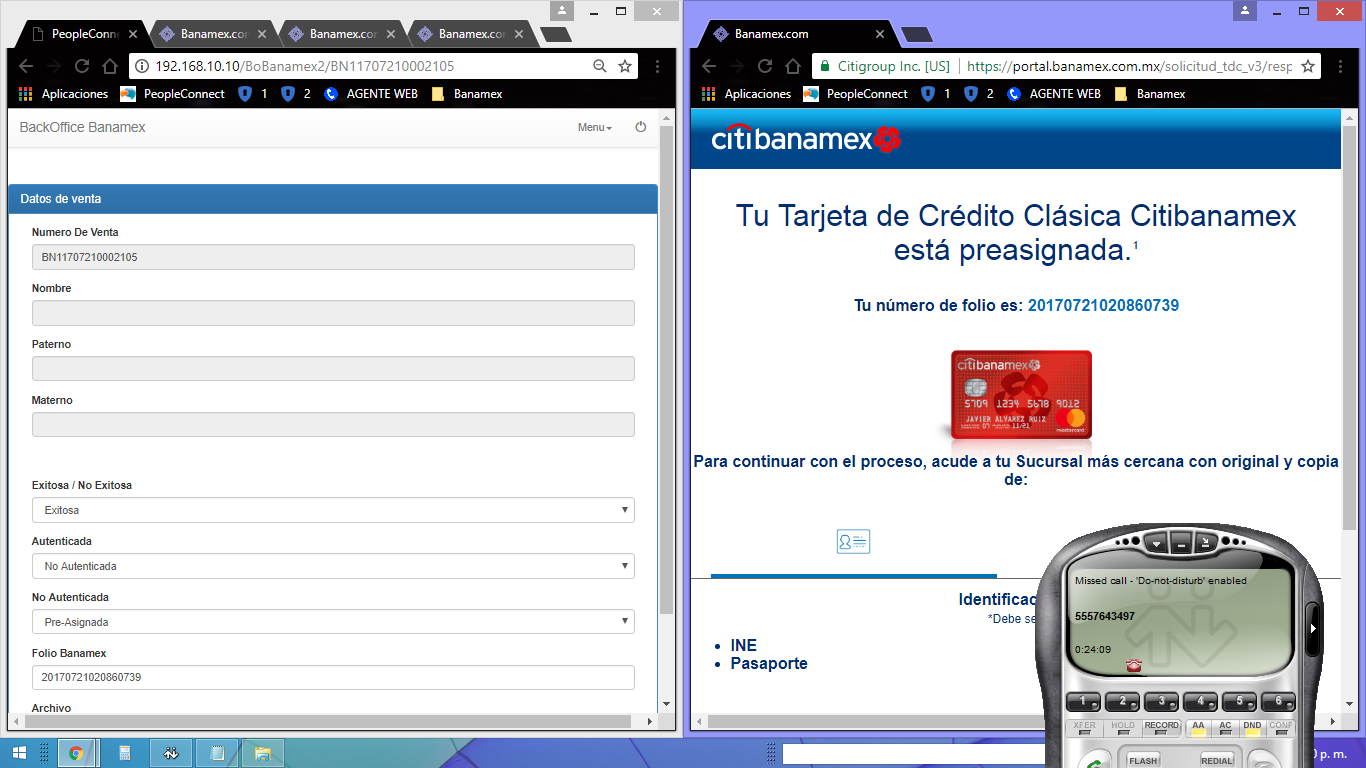 PeopleConne
Banamex.com
Banamex.com
Banamex.co
192.168.10.10/BoBanamex2/BN11707210002105
Aplicaciones
PeopleConnect
1
2
AGENTE WEB
Banamex
BackOffice Banamex
Menu
Datos de venta
Numero De Venta
BN11707210002105
Nombre
Paterno
Materno
Exitosa / No Exitosa
Exitosa
Autenticada
No Autenticada
No Autenticada
Pre-Asignada
Folio Banamex
20170721020860739
Archivo
Banamex.com
Citigroup Inc. [US]
https://portal.banamex.com.mx/solicitud_tdc_v3/resp
Aplicaciones
PeopleConnect
1
2
AGENTE WEB
Banamex
citibanamex
Tu Tarjeta de Crédito Clásica Citibanamex
está preasignada.¹
Tu número de folio es: 20170721020860739
citibanamex
5709 1234 5678 9012
11/21
JAVIER ALVAREZ RUIZ
mastercard
Para continuar con el proceso, acude a tu Sucursal más cercana con original y copia
de:
Identificac
*Debe se
INE
Pasaporte
Missed call - 'Do-not-disturb' enabled
5557643497
0:24:09
1 2 3 4 5 6
XFER HOLD RECORD AA AC DND CONF
FLASH REDIAL
p. m.